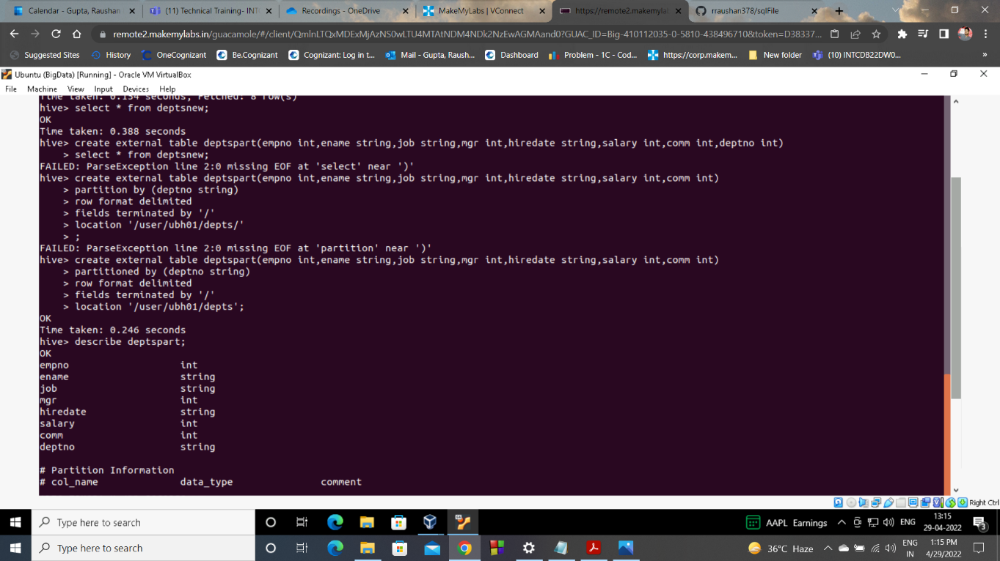 Calendar - Gupta, Raushan
(11) Technical Training- INT
Recordings - OneDrive
MakeMyLabs | VConnect
https://remote2.makemylal
rraushan378/sqlFile
remote2.makemylabs.in/guacamole/#/client/QmlnLTQxMDExMjAzNS0wLTU4MTAtNDM4NDk2NzEwAGMAand0?GUAC_ID=Big-410112035-0-5810-438496710&token=D38337...
Suggested Sites
History
OneCognizant
Be.Cognizant
Cognizant: Log in t...
Mail - Gupta, Raush...
Dashboard
Problem - 1C - Cod...
https://corp.makem...
New folder
(10) INTCDB22DW0...
»
Ubuntu (BigData) [Running] - Oracle VM VirtualBox
File Machine View Input Devices Help
Time taken: 0.154 seconds, Fetched: 8 row(s)
hive> select * from deptsnew;
OK
Time taken: 0.388 seconds
hive> create external table deptspart(empno int,ename string,job string,mgr int,hiredate string,salary int,comm int,deptno int)
> select * from deptsnew;
FAILED: ParseException line 2:0 missing EOF at 'select' near ')'
hive> create external table deptspart(empno int,ename string,job string,mgr int,hiredate string,salary int,comm int)
> partition by (deptno string)
> row format delimited
> fields terminated by '/'
> location '/user/ubh01/depts/'
> ;
FAILED: ParseException line 2:0 missing EOF at 'partition' near ')'
hive> create external table deptspart(empno int,ename string,job string,mgr int,hiredate string,salary int,comm int)
> partitioned by (deptno string)
> row format delimited
> fields terminated by '/'
> location '/user/ubh01/depts';
OK
Time taken: 0.246 seconds
hive> describe deptspart;
OK
empno int
ename string
job string
mgr int
hiredate string
salary int
comm int
deptno string
# Partition Information
# col_name data_type comment
Right Ctrl
Type here to search
AAPL Earnings
ENG
13:15
29-04-2022
3
Type here to search
36°C Haze
ENG
IN
1:15 PM
4/29/2022